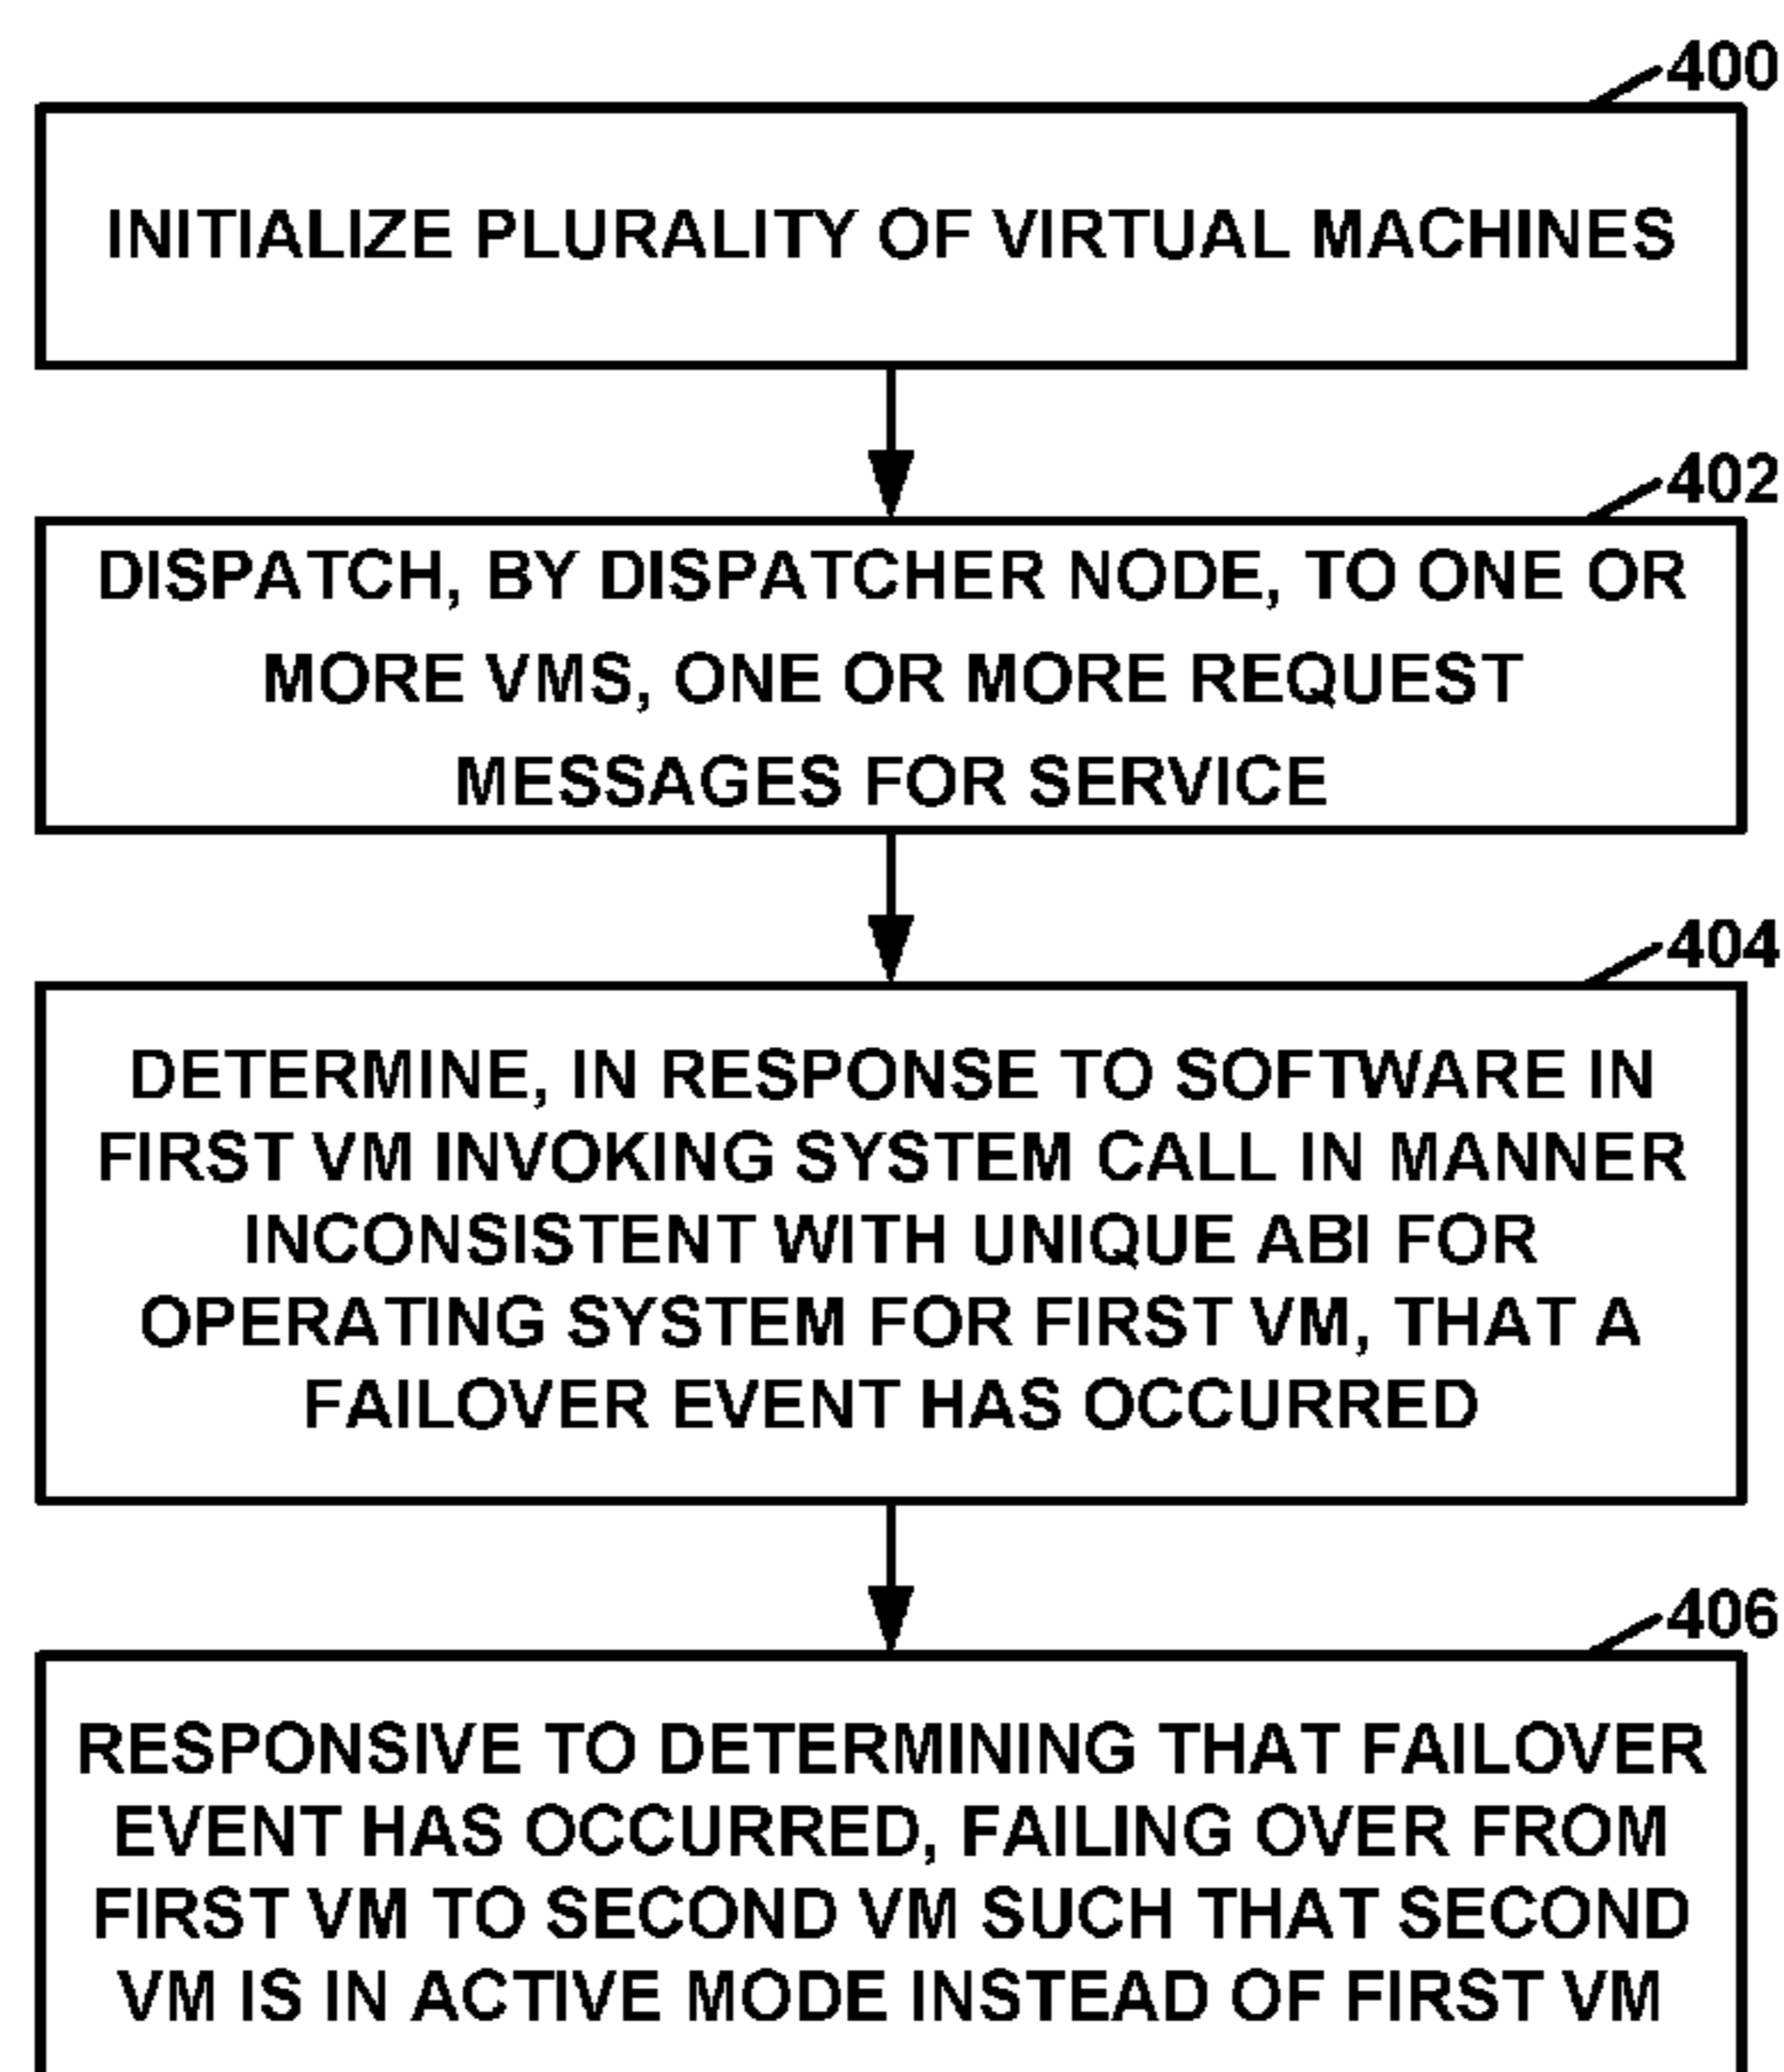 400
INITIALIZE PLURALITY OF VIRTUAL MACHINES
402
DISPATCH, BY DISPATCHER NODE, TO ONE OR
MORE VMS, ONE OR MORE REQUEST
MESSAGES FOR SERVICE
404
DETERMINE, IN RESPONSE TO SOFTWARE IN
FIRST VM INVOKING SYSTEM CALL IN MANNER
INCONSISTENT WITH UNIQUE ABI FOR
OPERATING SYSTEM FOR FIRST VM, THAT A
FAILOVER EVENT HAS OCCURRED
406
RESPONSIVE TO DETERMINING THAT FAILOVER
EVENT HAS OCCURRED, FAILING OVER FROM
FIRST VM TO SECOND VM SUCH THAT SECOND
VM IS IN ACTIVE MODE INSTEAD OF FIRST VM